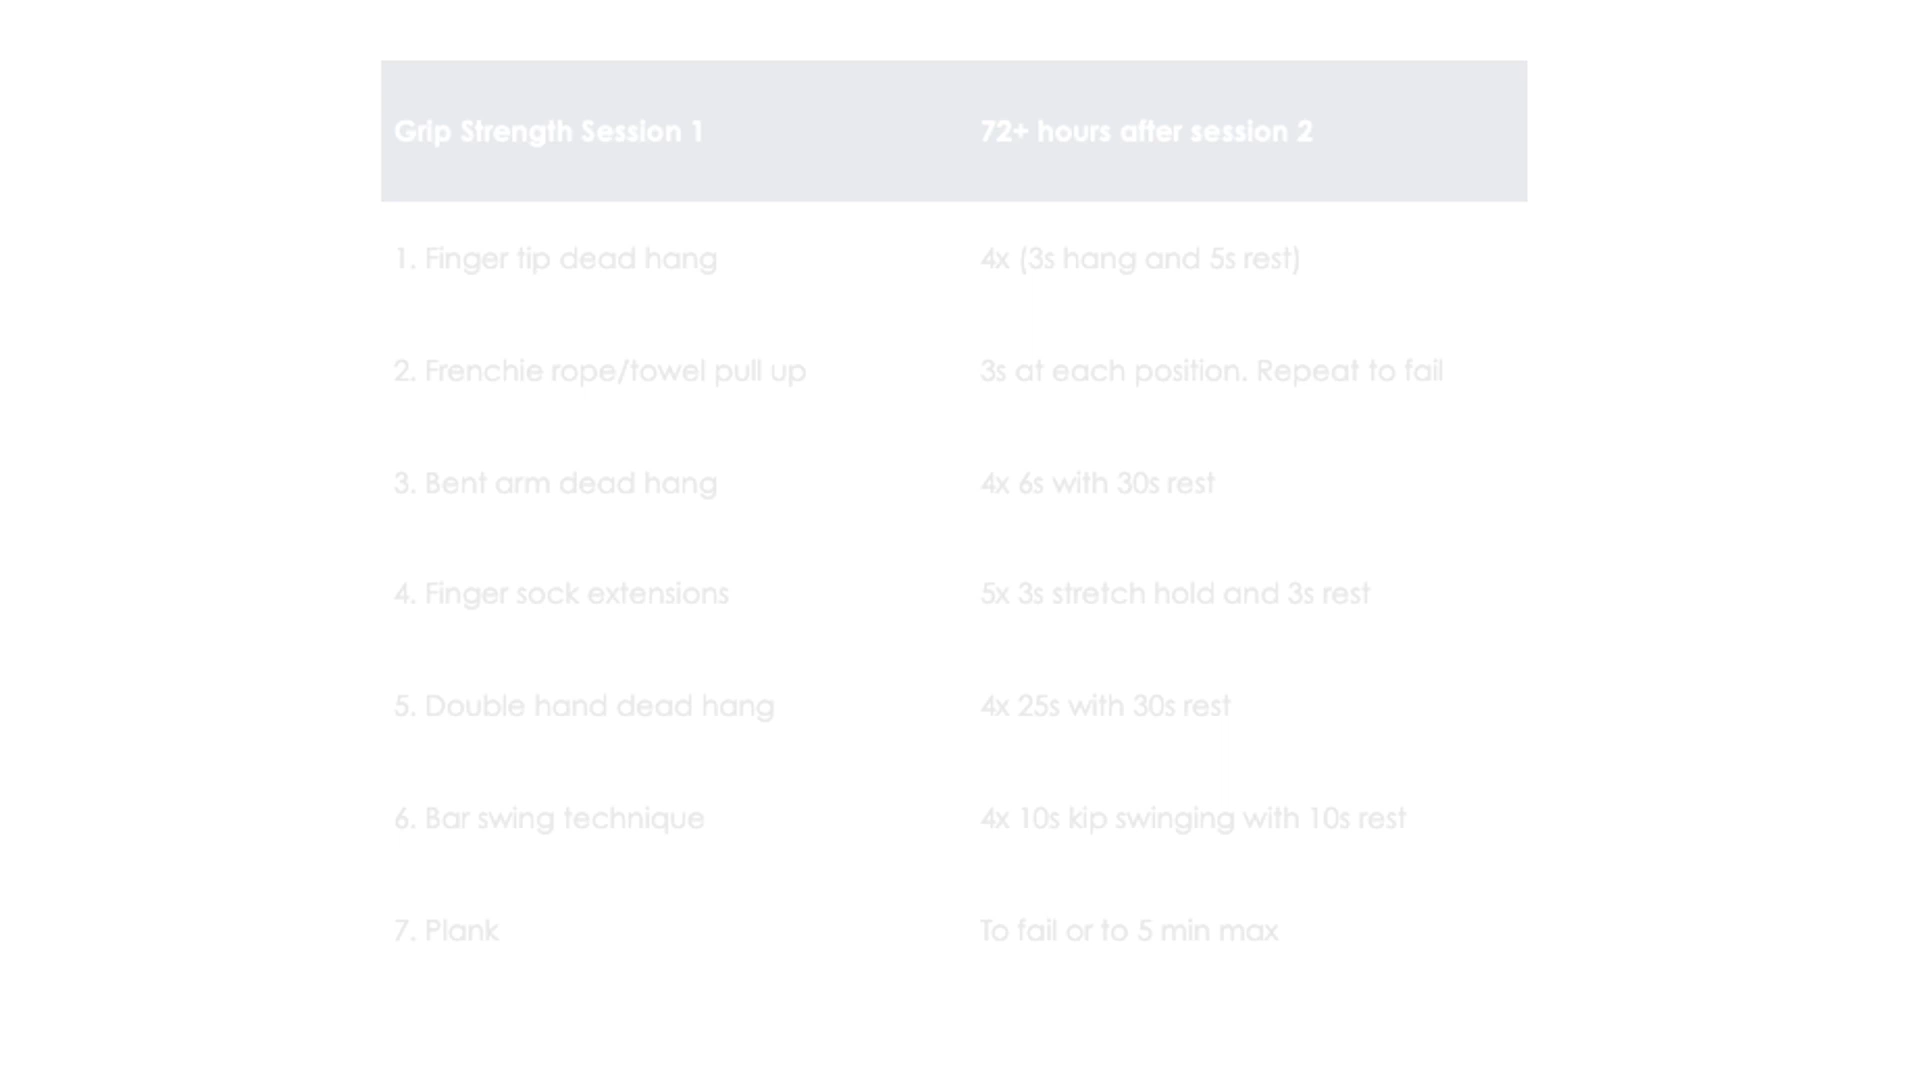 Grip Strength Session 1 72+ hours after session 2
1. Finger tip dead hang 4x (3s hang and 5s rest)
2. Frenchie rope/towel pull up 3s at each position. Repeat to fail
3. Bent arm dead hang 4x 6s with 30s rest
4. Finger sock extensions 5x 3s stretch hold and 3s rest
5. Double hand dead hang 4x 25s with 30s rest
6. Bar swing technique 4x 10s kip swinging with 10s rest
7. Plank To fail or to 5 min max